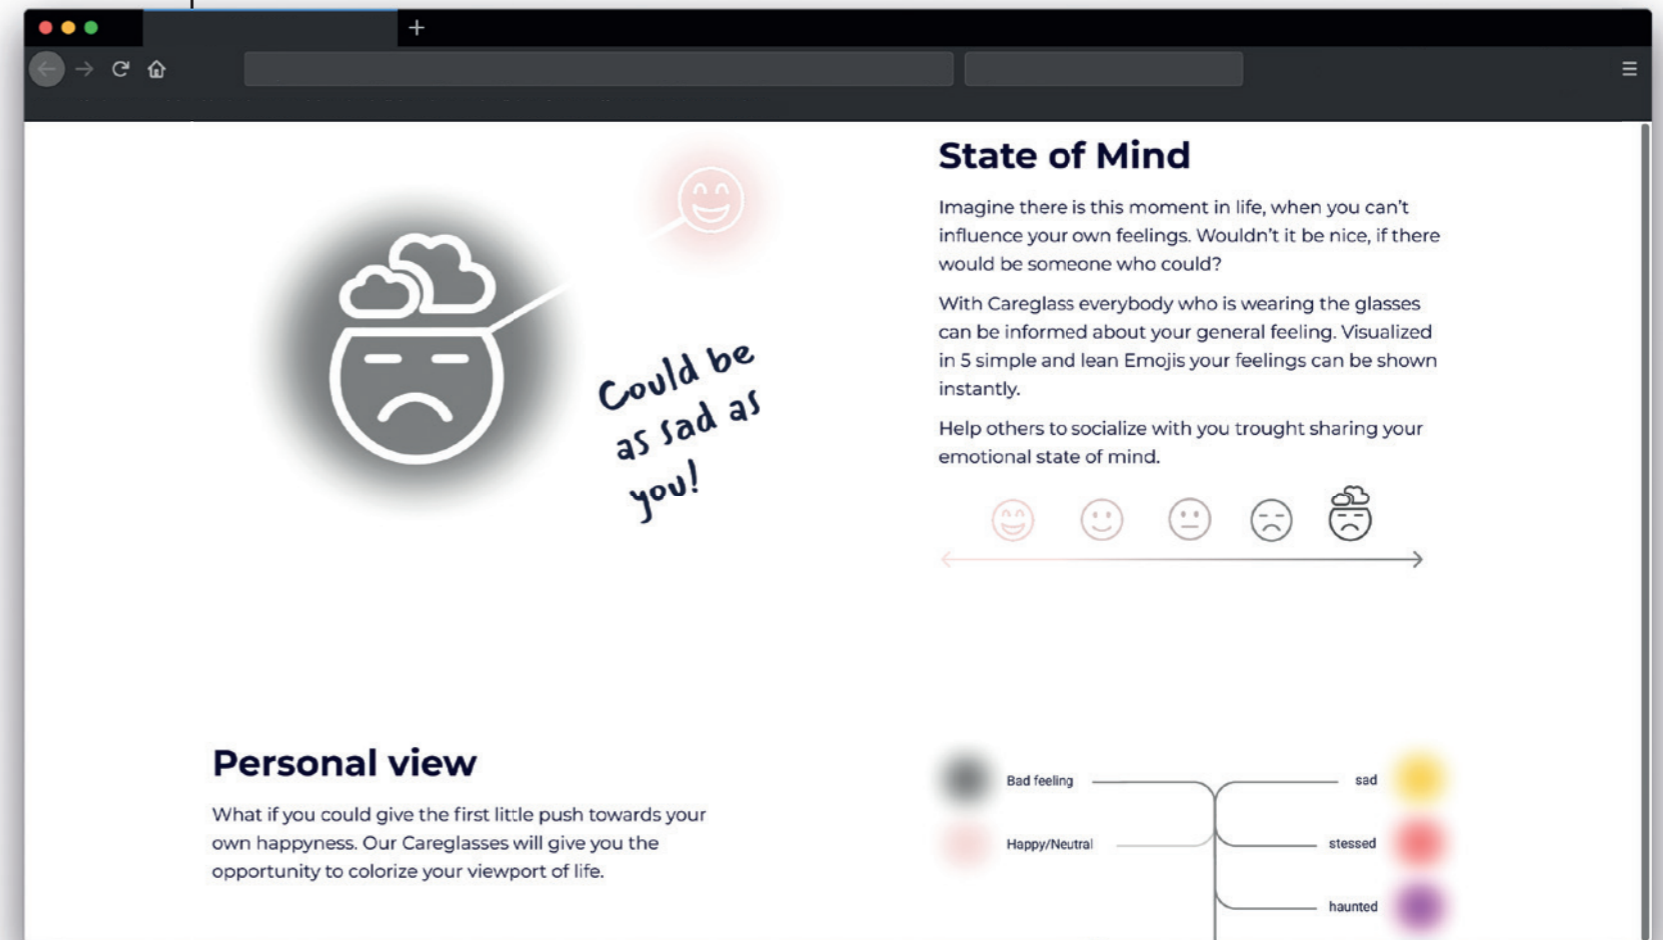 State of Mind
Imagine there is this moment in life, when you can't
influence your own feelings. Wouldn't it be nice, if there
would be someone who could?
With Careglass everybody who is wearing the glasses
can be informed about your general feeling. Visualized
in 5 simple and lean Emojis your feelings can be shown
instantly.
Help others to socialize with you trought sharing your
emotional state of mind.
Could be
as sad as
you!
Personal view
What if you could give the first little push towards your
own happyness. Our Careglasses will give you the
opportunity to colorize your viewport of life.
Bad feeling
Happy/Neutral
sad
stessed
haunted